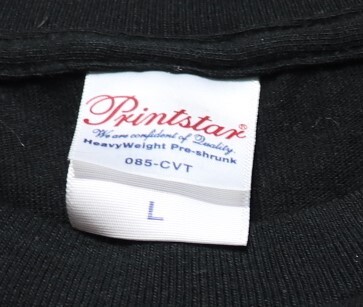 Printstar®
We are confident of Quality.
HeavyWeight Pre-shrunk
085-CVT
L